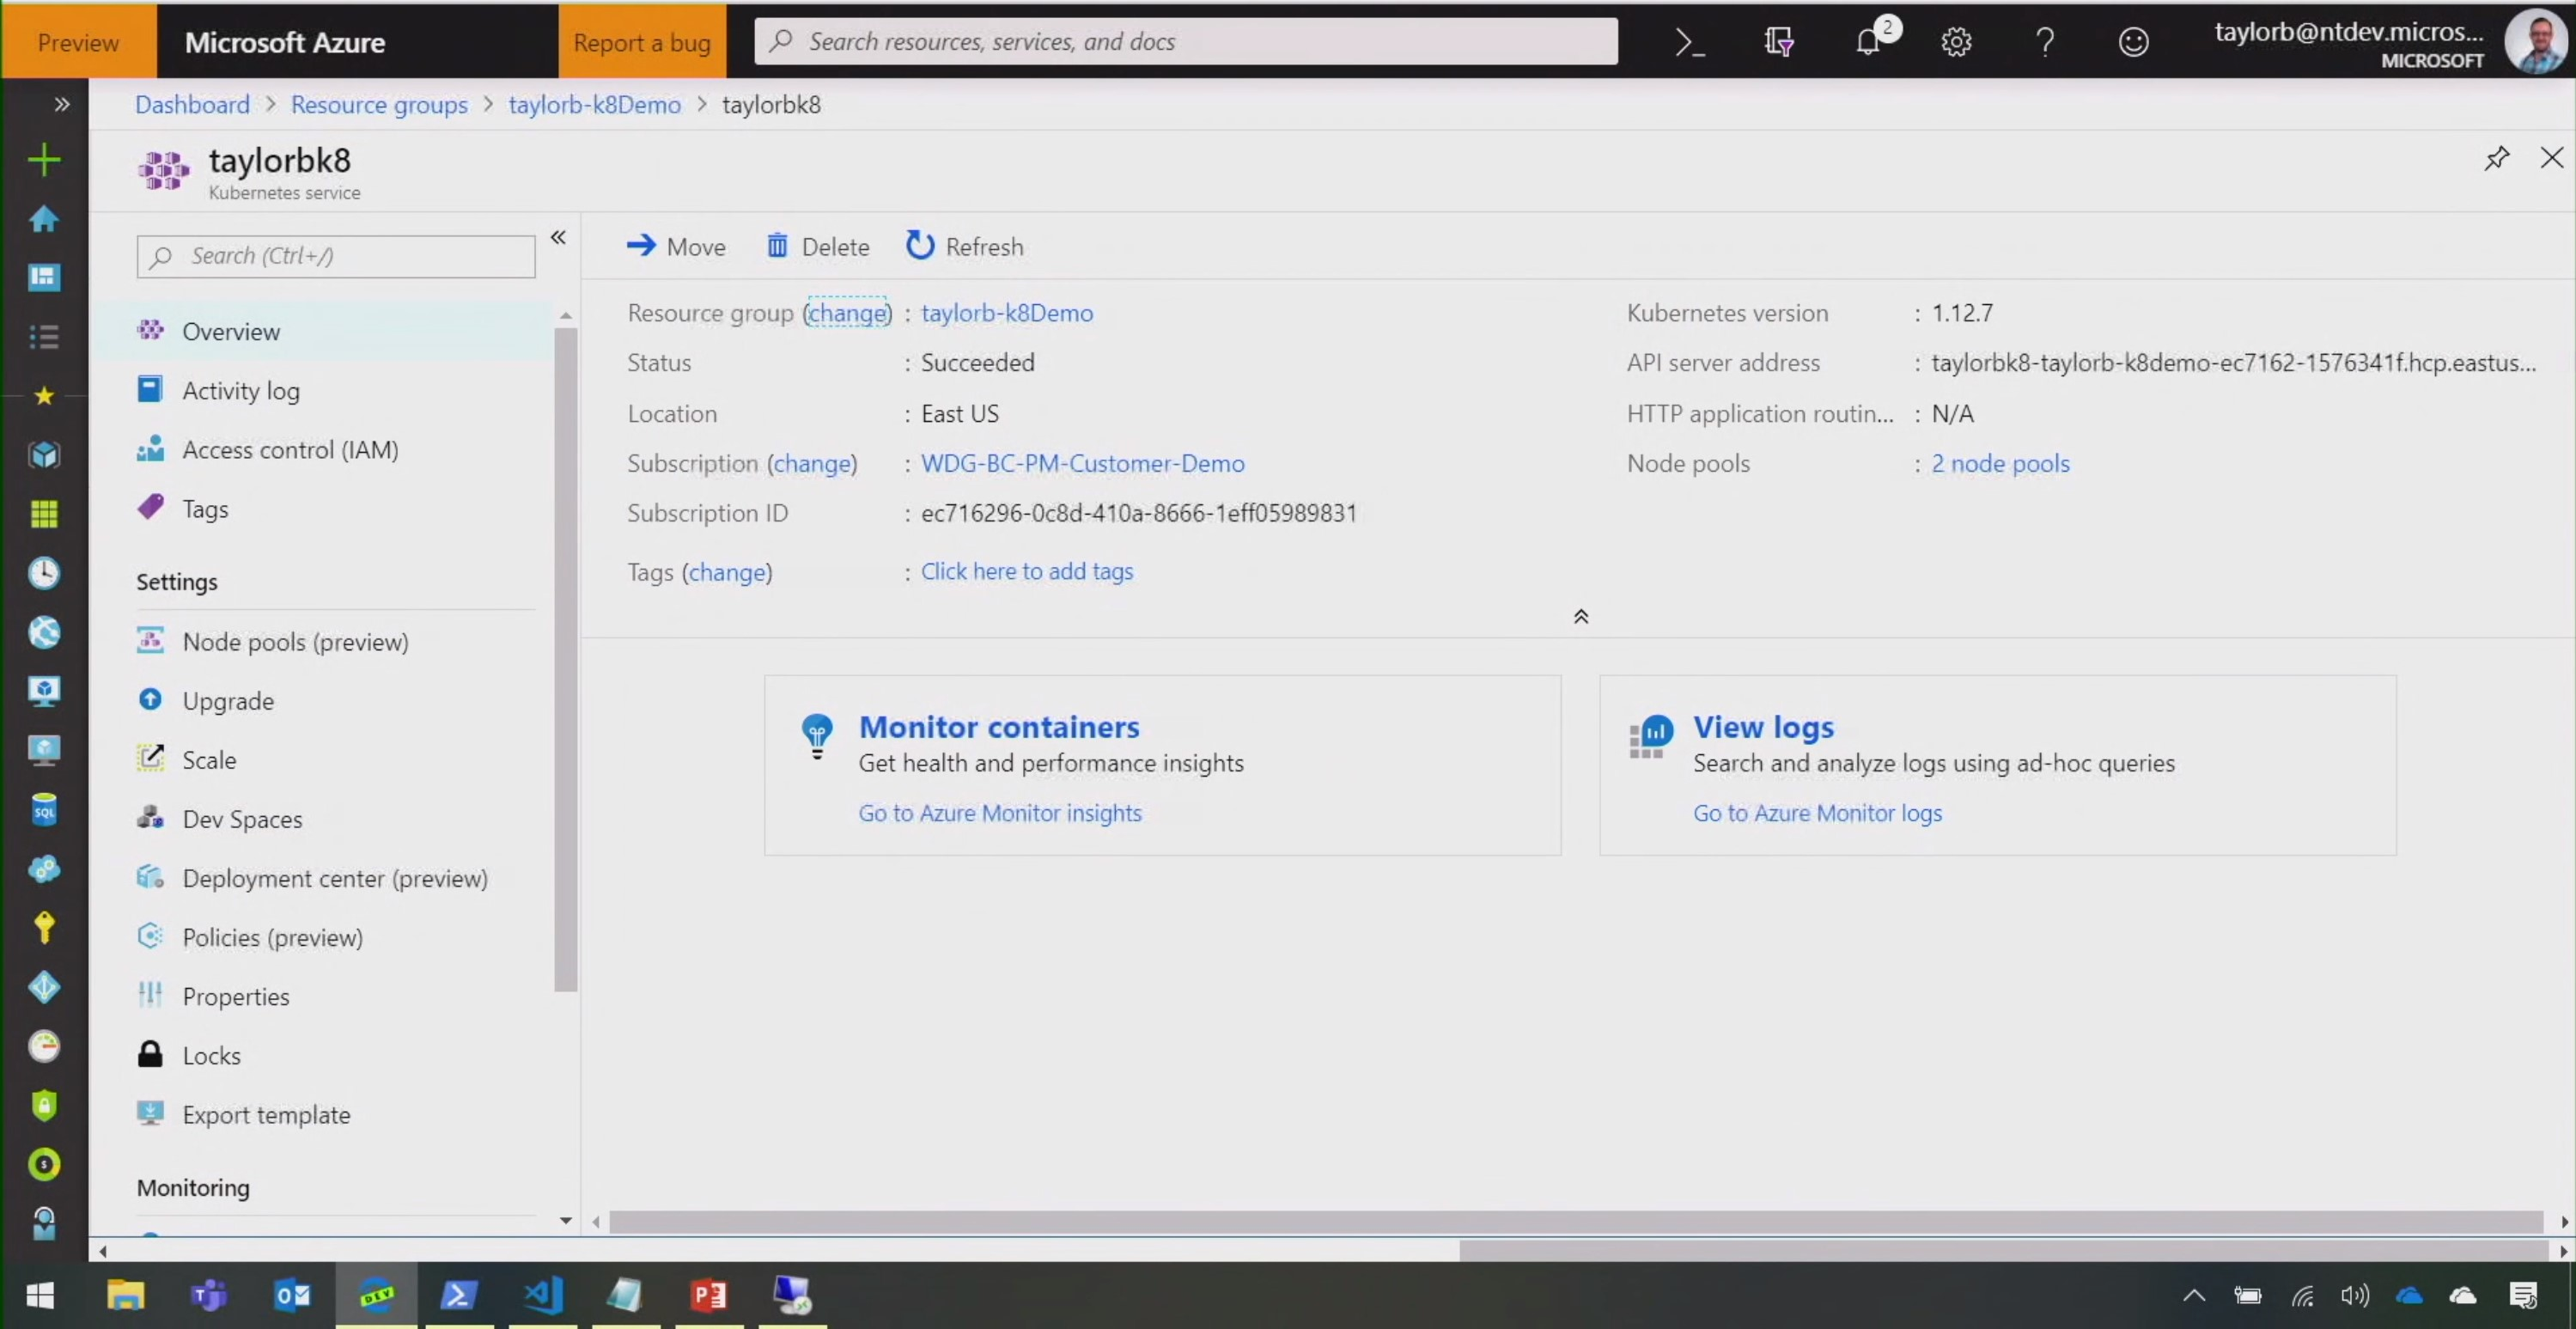 Preview
Microsoft Azure
Report a bug
Search resources, services, and docs
2
taylorb@ntdev.micros...
MICROSOFT
Dashboard > Resource groups > taylorb-k8Demo > taylorbk8
taylorbk8
Kubernetes service
Search (Ctrl+/)
Overview
Activity log
Access control (IAM)
Tags
Settings
Node pools (preview)
Upgrade
Scale
Dev Spaces
Deployment center (preview)
Policies (preview)
Properties
Locks
Export template
Monitoring
Move
Delete
Refresh
Resource group (change) : taylorb-k8Demo
Status : Succeeded
Location : East US
Subscription (change) : WDG-BC-PM-Customer-Demo
Subscription ID : ec716296-0c8d-410a-8666-1eff05989831
Tags (change) : Click here to add tags
Kubernetes version : 1.12.7
API server address : taylorbk8-taylorb-k8demo-ec7162-1576341f.hcp.eastus...
HTTP application routin... : N/A
Node pools : 2 node pools
Monitor containers
Get health and performance insights
Go to Azure Monitor insights
View logs
Search and analyze logs using ad-hoc queries
Go to Azure Monitor logs
SQL
DEV